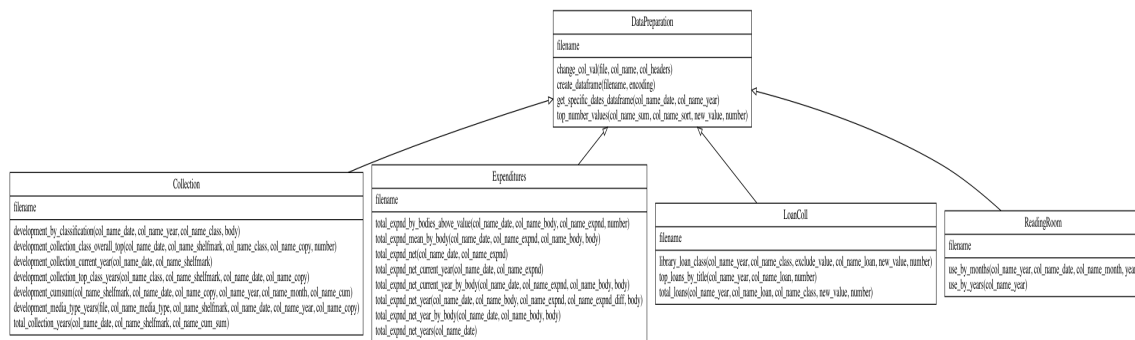 DataPreparation
filename
change_col_val(file, col_name, col_headers)
create_dataframe(filename, encoding)
get_specific_dates_dataframe(col_name_date, col_name_year)
top_number_values(col_name_sum, col_name_sort, new_value, number)
Collection
filename
development_by_classification(col_name_date, col_name_year, col_name_class, body)
development_collection_class_overall_top(col_name_date, col_name_shelfmark, col_name_class, col_name_copy, number)
development_collection_current_year(col_name_date, col_name_shelfmark)
development_collection_top_class_years(col_name_class, col_name_shelfmark, col_name_date, col_name_copy)
development_cumsum(col_name_shelfmark, col_name_date, col_name_copy, col_name_year, col_name_month, col_name_cum)
development_media_type_years(file, col_name_media_type, col_name_shelfmark, col_name_date, col_name_year, col_name_copy)
total_collection_years(col_name_date, col_name_shelfmark, col_name_cum_sum)
Expenditures
filename
total_expnd_by_bodies_above_value(col_name_date, col_name_body, col_name_expnd, number)
total_expnd_mean_by_body(col_name_date, col_name_expnd, col_name_body, body)
total_expnd_net(col_name_date, col_name_expnd)
total_expnd_net_current_year(col_name_date, col_name_expnd)
total_expnd_net_current_year_by_body(col_name_date, col_name_expnd, col_name_body, body)
total_expnd_net_year(col_name_date, col_name_body, col_name_expnd, col_name_expnd_diff, body)
total_expnd_net_year_by_body(col_name_date, col_name_body, body)
total_expnd_net_years(col_name_date)
LoanColl
filename
library_loan_class(col_name_year, col_name_class, exclude_value, col_name_loan, new_value, number)
top_loans_by_title(col_name_year, col_name_loan, number)
total_loans(col_name_year, col_name_loan, col_name_class, new_value, number)
ReadingRoom
filename
use_by_months(col_name_year, col_name_date, col_name_month, year
use_by_years(col_name_year)